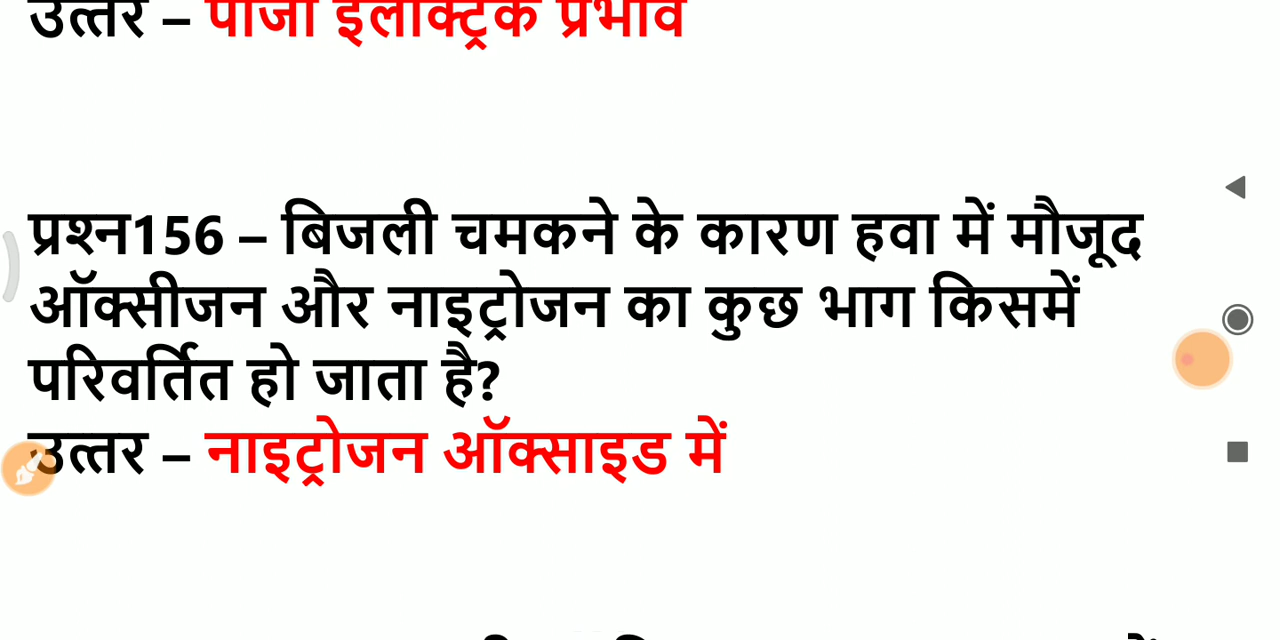 उत्तर – पीजो इलेक्ट्रिक प्रभाव
प्रश्न156 – बिजली चमकने के कारण हवा में मौजूद
ऑक्सीजन और नाइट्रोजन का कुछ भाग किसमें
परिवर्तित हो जाता है?
उत्तर – नाइट्रोजन ऑक्साइड में